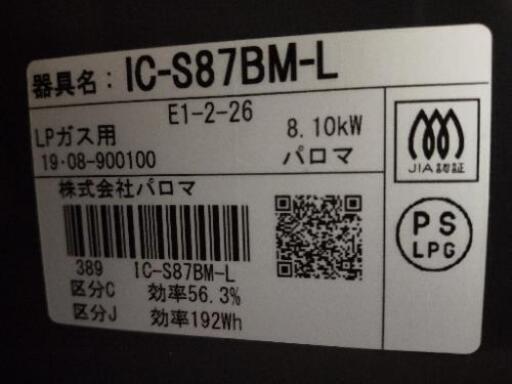 器具名：IC-S87BM-L
E1-2-26
LPガス用 8.10kW
19・08-900100 パロマ
株式会社パロマ
389 IC-S87BM-L
区分C 効率56.3%
区分J 効率192Wh
JIA認証
PS
LPG